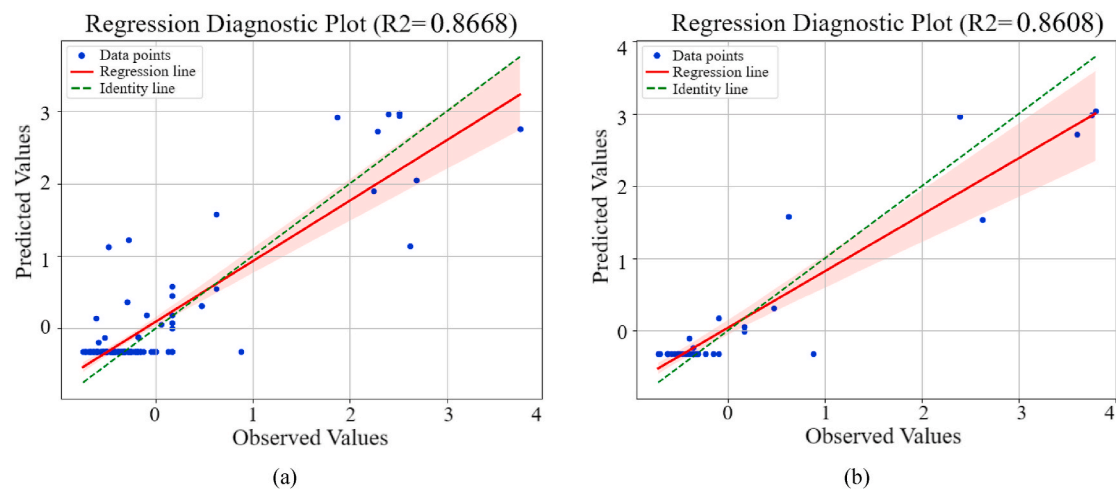 Regression Diagnostic Plot (R2=0.8668)
Data points
Regression line
Identity line
3
2
1
0
Predicted Values
0 1 2 3 4
Observed Values
(a)
Regression Diagnostic Plot (R2=0.8608)
Data points
Regression line
Identity line
4
3
2
1
0
Predicted Values
0 1 2 3 4
Observed Values
(b)